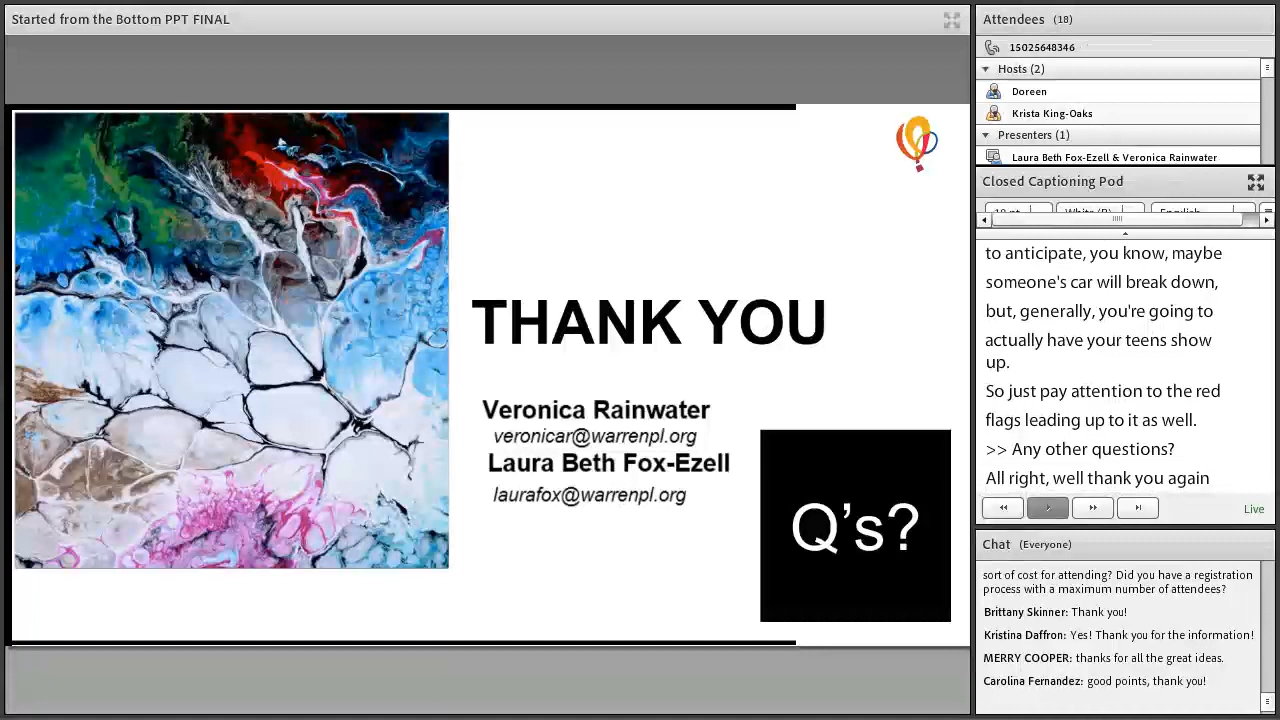 Started from the Bottom PPT FINAL
THANK YOU
Veronica Rainwater
veronicar@warrenpl.org
Laura Beth Fox-Ezell
laurafox@warrenpl.org
Q's?
Attendees (18)
15025648346
Hosts (2)
Doreen
Krista King-Oaks
Presenters (1)
Laura Beth Fox-Ezell & Veronica Rainwater
Closed Captioning Pod
to anticipate, you know, maybe
someone's car will break down,
but, generally, you're going to
actually have your teens show
up.
So just pay attention to the red
flags leading up to it as well.
>> Any other questions?
All right, well thank you again
Live
Chat (Everyone)
sort of cost for attending? Did you have a registration
process with a maximum number of attendees?
Brittany Skinner: Thank you!
Kristina Daffron: Yes! Thank you for the information!
MERRY COOPER: thanks for all the great ideas.
Carolina Fernandez: good points, thank you!